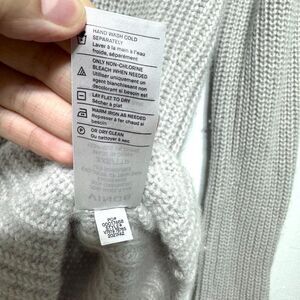 HAND WASH COLD
SEPARATELY
Laver à la main à l'eau
froide, séparément
ONLY NON-CHLORINE
BLEACH WHEN NEEDED
Utiliser uniquement un
agent blanchissant non
décolorant si besoin est
LAY FLAT TO DRY
Sécher à plat
WARM IRON AS NEEDED
Repasser à fer chaud si
besoin
OR DRY CLEAN
Ou nettoyer à sec